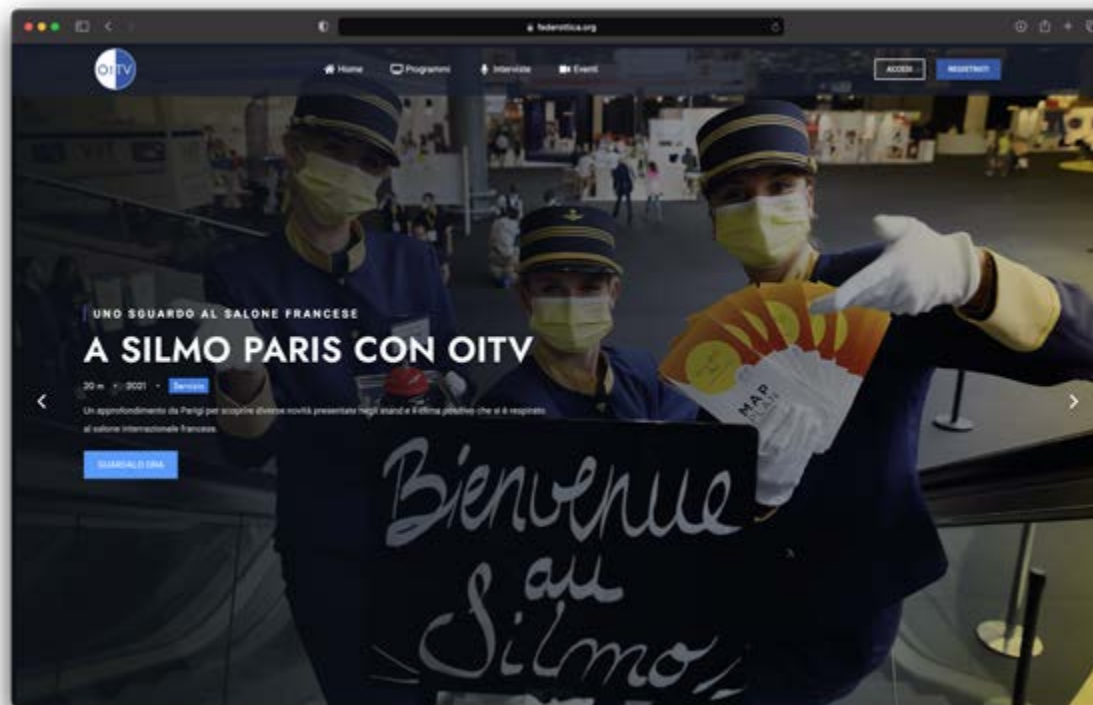 federottica.org
OITV
Home Programmi Interviste Eventi
ACCEDI REGISTRATI
UNO SGUARDO AL SALONE FRANCESE
A SILMO PARIS CON OITV
20 m • 2021 • Servizio
Un approfondimento da Parigi per scoprire diverse novità presentate negli stand e il clima positivo che si è respirato
al salone internazionale francese.
GUARDALO ORA
MAP
PLAN
Bienvenue
au
Silmo